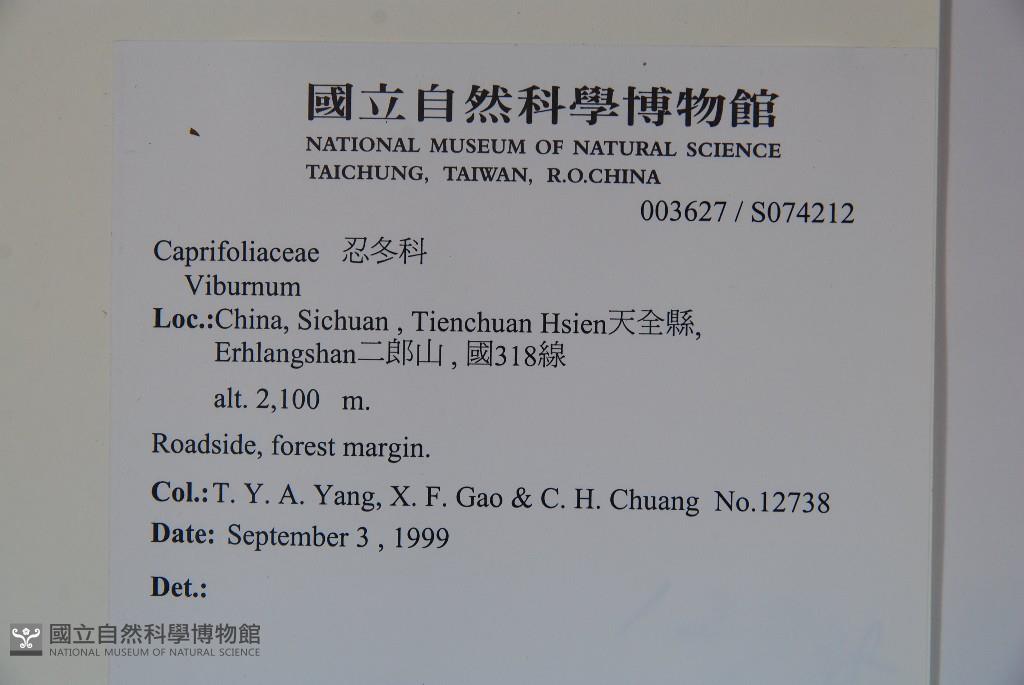 國立自然科學博物館
NATIONAL MUSEUM OF NATURAL SCIENCE
TAICHUNG, TAIWAN, R.O.CHINA
003627 / S074212
Caprifoliaceae 忍冬科
Viburnum
Loc.:China, Sichuan , Tienchuan Hsien天全縣,
Erhlangshan二郎山 , 國318線
alt. 2,100 m.
Roadside, forest margin.
Col.:T. Y. A. Yang, X. F. Gao & C. H. Chuang No.12738
Date: September 3 , 1999
Det.:
國立自然科學博物館
NATIONAL MUSEUM OF NATURAL SCIENCE